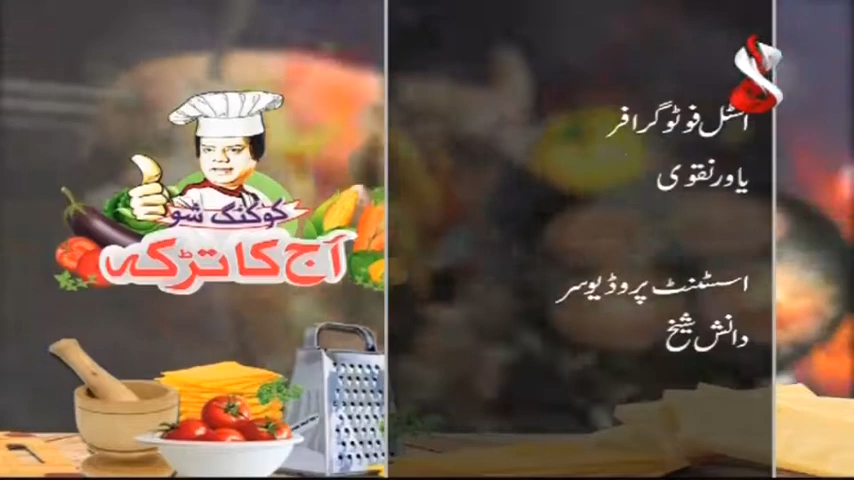 کوکنگ شو
آج کا تڑکہ
اسٹل فوٹوگرافر
یاور نقوی
اسسٹنٹ پروڈیوسر
دانش شیخ